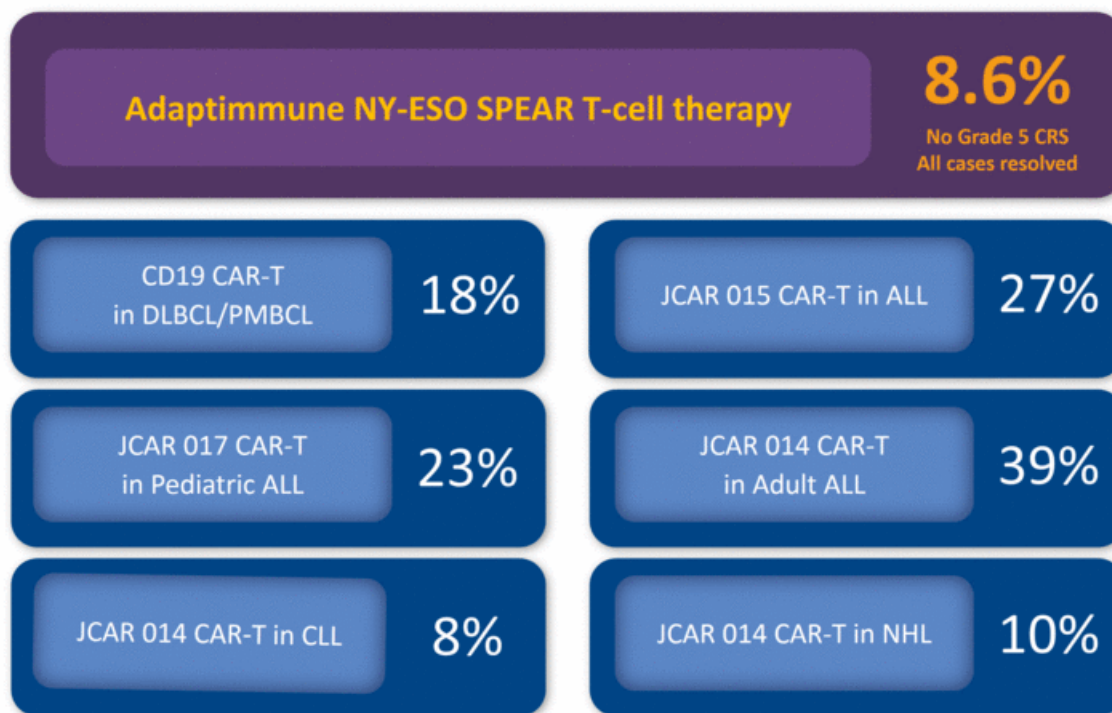 Adaptimmune NY-ESO SPEAR T-cell therapy
8.6%
No Grade 5 CRS
All cases resolved
CD19 CAR-T
in DLBCL/PMBCL
18%
JCAR 015 CAR-T in ALL
27%
JCAR 017 CAR-T
in Pediatric ALL
23%
JCAR 014 CAR-T
in Adult ALL
39%
JCAR 014 CAR-T in CLL
8%
JCAR 014 CAR-T in NHL
10%